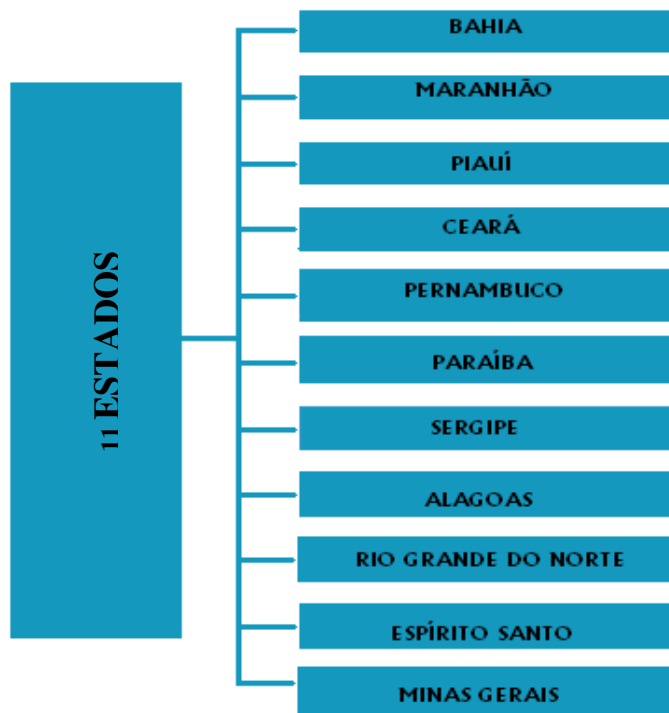 11 ESTADOS
BAHIA
MARANHÃO
PIAUÍ
CEARÁ
PERNAMBUCO
PARAÍBA
SERGIPE
ALAGOAS
RIO GRANDE DO NORTE
ESPÍRITO SANTO
MINAS GERAIS